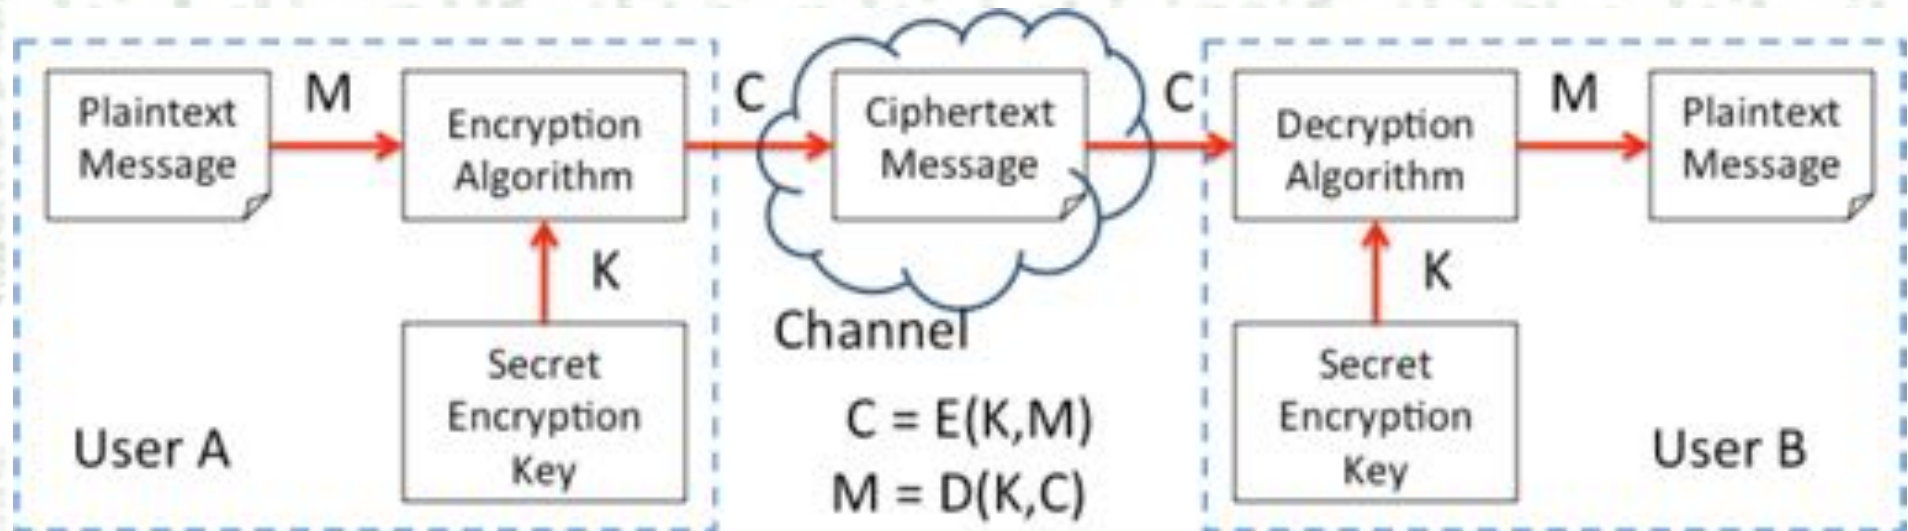 Plaintext
Message
M
Encryption
Algorithm
C
Ciphertext
Message
C
Decryption
Algorithm
M
Plaintext
Message
K
K
Channel
Secret
Encryption
Key
Secret
Encryption
Key
User A
C = E(K,M)
M = D(K,C)
User B